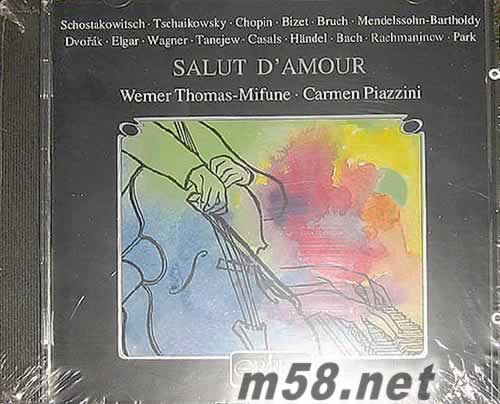 Schostakowitsch · Tschaikowsky · Chopin · Bizet · Bruch · Mendelssohn-Bartholdy
Dvořák · Elgar · Wagner · Tanejew · Casals · Händel · Bach · Rachmaninow · Park
SALUT D'AMOUR
Werner Thomas-Mifune · Carmen Piazzini
m58.net